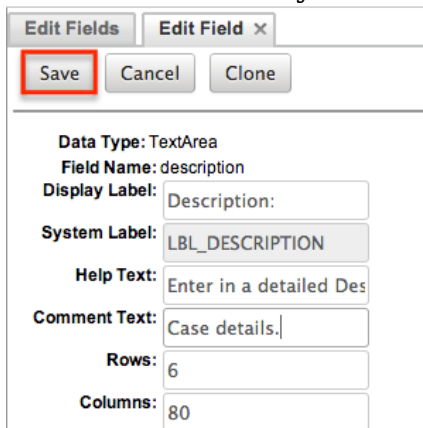 Edit Fields Edit Field ×
Save Cancel Clone
Data Type: TextArea
Field Name: description
Display Label: Description:
System Label: LBL_DESCRIPTION
Help Text: Enter in a detailed Des
Comment Text: Case details.
Rows: 6
Columns: 80